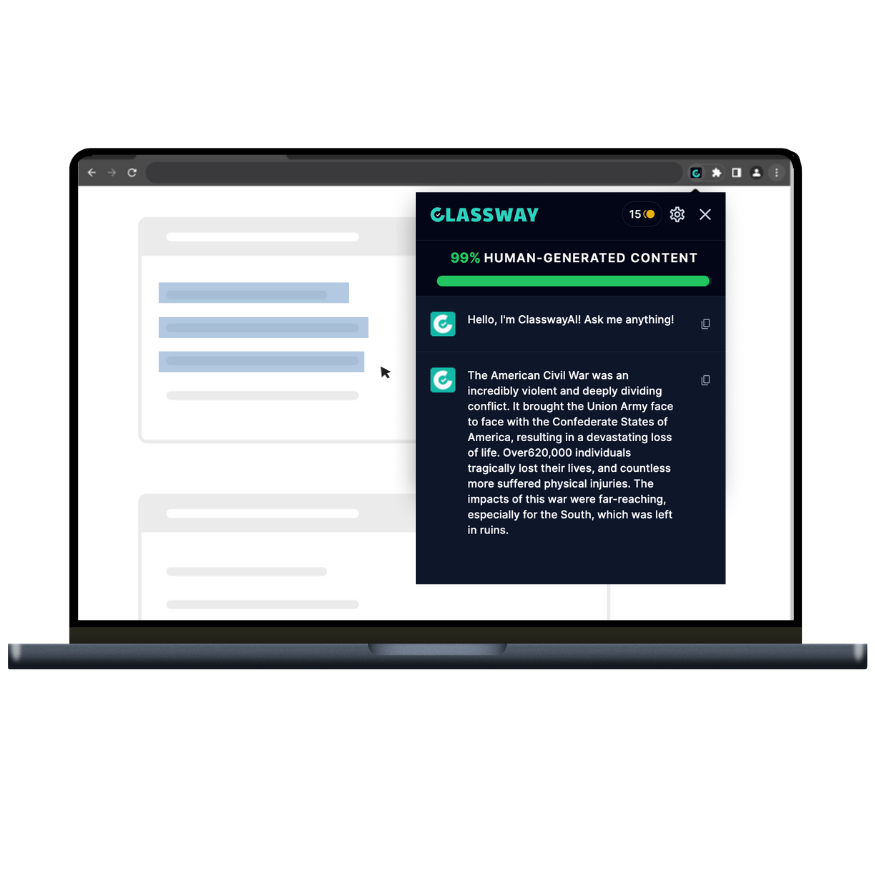 CLASSWAY
15
99% HUMAN-GENERATED CONTENT
Hello, I'm ClasswayAI! Ask me anything!
The American Civil War was an
incredibly violent and deeply dividing
conflict. It brought the Union Army face
to face with the Confederate States of
America, resulting in a devastating loss
of life. Over620,000 individuals
tragically lost their lives, and countless
more suffered physical injuries. The
impacts of this war were far-reaching,
especially for the South, which was left
in ruins.